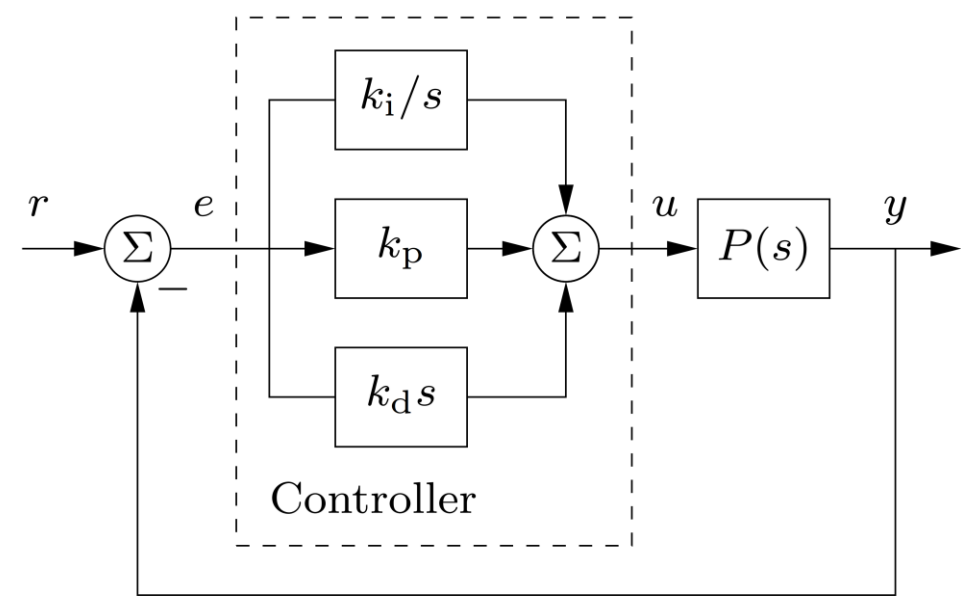 k_i/s
r
e
u
y
Σ
k_p
Σ
P(s)
−
k_d s
Controller